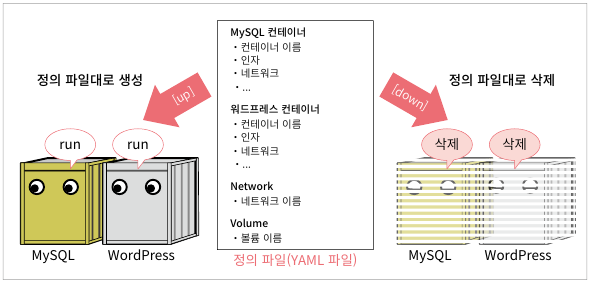 MySQL 컨테이너
・컨테이너 이름
・인자
・네트워크
・...
워드프레스 컨테이너
・컨테이너 이름
・인자
・네트워크
・...
Network
・네트워크 이름
Volume
・볼륨 이름
정의 파일(YAML 파일)
정의 파일대로 생성
[up]
run
run
MySQL
WordPress
정의 파일대로 삭제
[down]
삭제
삭제
MySQL
WordPress